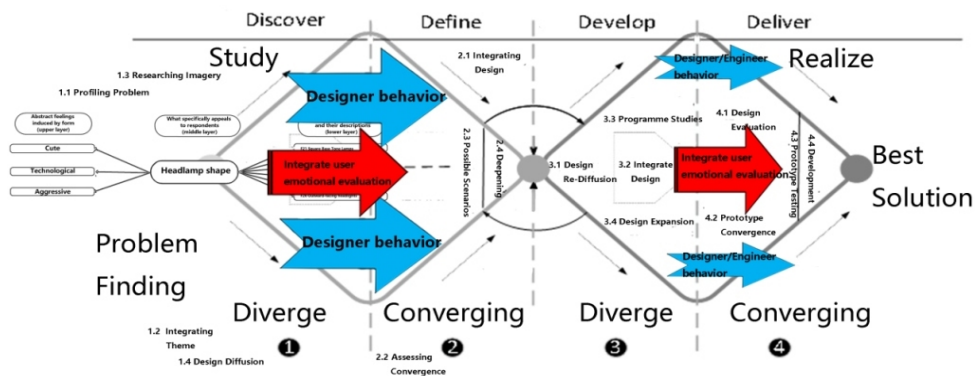 Discover
Define
Develop
Deliver
Study
2.1 Integrating
Design
Designer/Engineer
behavior
Realize
1.3 Researching Imagery
1.1 Profiling Problem
Designer behavior
Abstract feelings
induced by form
(upper layer)
What specifically appeals
to respondents
(middle layer)
and their descriptions
(lower layer)
3.3 Programme Studies
4.1 Design
Evaluation
Cute
Technological
Aggressive
Headlamp shape
Integrate user
emotional evaluation
2.3 Possible Scenarios
2.4 Deepening
3.1 Design
Re-Diffusion
3.2 Integrate
Design
Integrate user
emotional evaluation
4.3 Prototype Testing
4.4 Development
Best
Solution
Designer behavior
3.4 Design Expansion
4.2 Prototype
Convergence
Problem
Finding
Designer/Engineer
behavior
Diverge
Converging
Diverge
Converging
1.2 Integrating
Theme
1
2
3
4
1.4 Design Diffusion
2.2 Assessing
Convergence